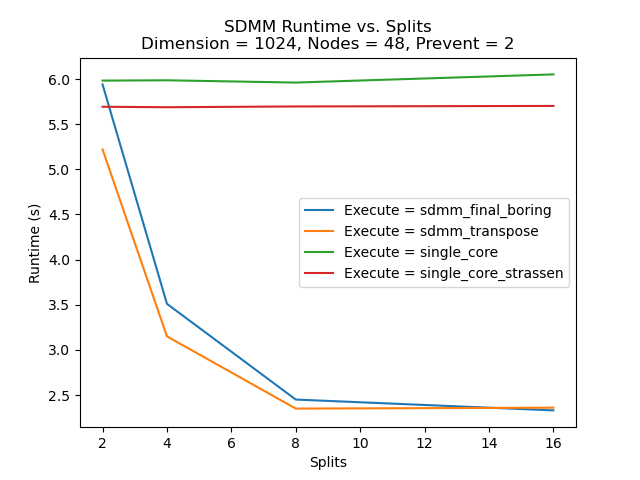 SDMM Runtime vs. Splits
Dimension = 1024, Nodes = 48, Prevent = 2
6.0
5.5
5.0
4.5
4.0
3.5
3.0
2.5
Runtime (s)
Execute = sdmm_final_boring
Execute = sdmm_transpose
Execute = single_core
Execute = single_core_strassen
2 4 6 8 10 12 14 16
Splits